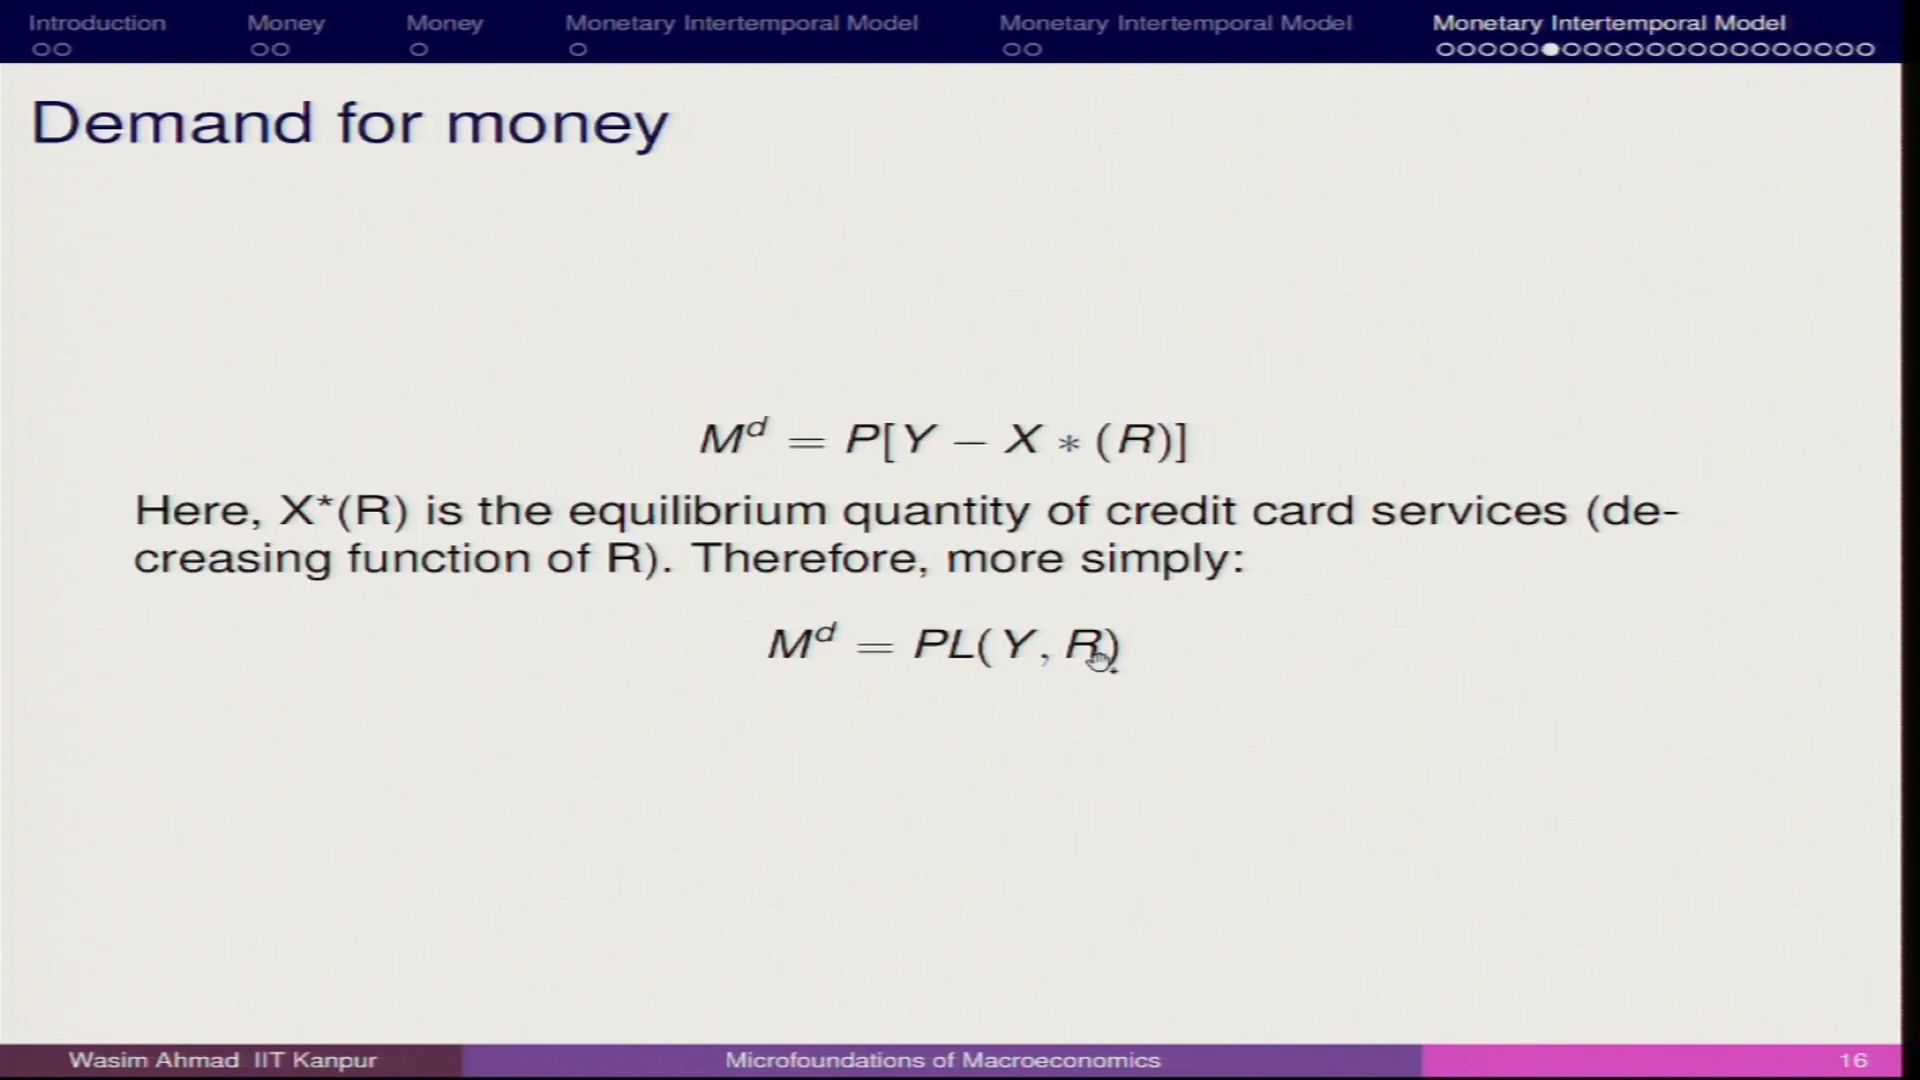 Introduction Money Money Monetary Intertemporal Model Monetary Intertemporal Model Monetary Intertemporal Model
Demand for money
M^d = P[Y − X ∗ (R)]
Here, X*(R) is the equilibrium quantity of credit card services (de-
creasing function of R). Therefore, more simply:
M^d = PL(Y, R)
Wasim Ahmad IIT Kanpur Microfoundations of Macroeconomics 16